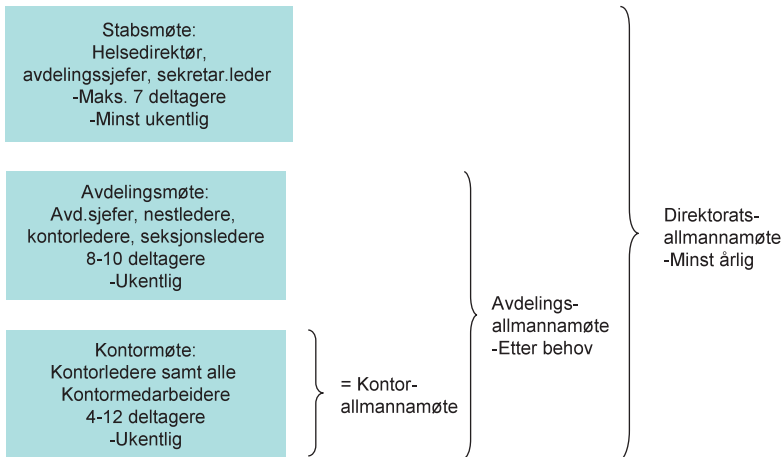 Stabsmøte:
Helsedirektør,
avdelingssjefer, sekretar.leder
-Maks. 7 deltagere
-Minst ukentlig
Avdelingsmøte:
Avd.sjefer, nestledere,
kontorledere, seksjonsledere
8-10 deltagere
-Ukentlig
Kontormøte:
Kontorledere samt alle
Kontormedarbeidere
4-12 deltagere
-Ukentlig
= Kontor-
allmannamøte
Avdelings-
allmannamøte
-Etter behov
Direktorats-
allmannamøte
-Minst årlig